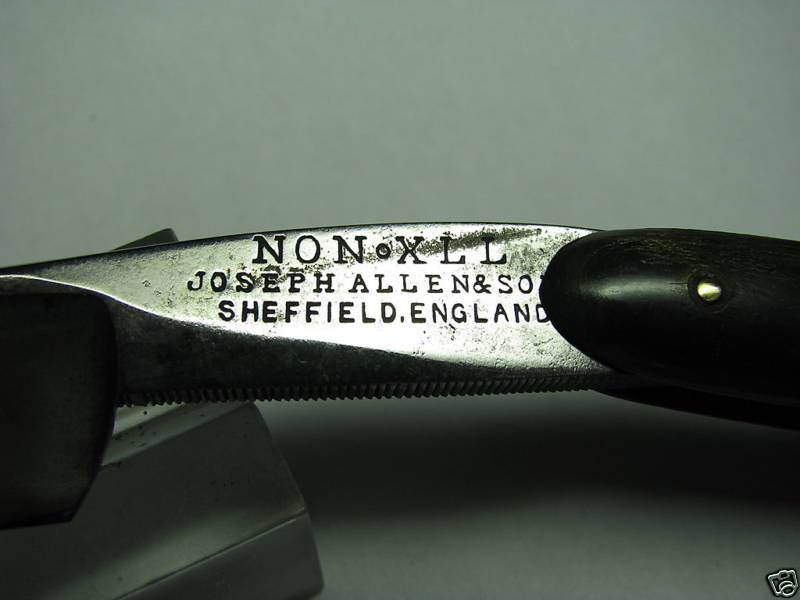 NON XLL
JOSEPH ALLEN & SO
SHEFFIELD, ENGLAND